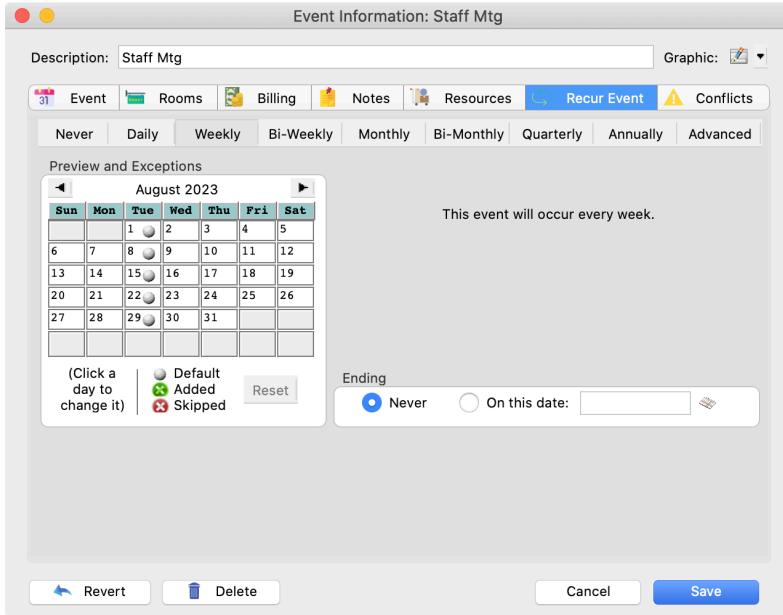 Event Information: Staff Mtg
Description: Staff Mtg Graphic:
31 Event Rooms Billing Notes Resources Recur Event Conflicts
Never Daily Weekly Bi-Weekly Monthly Bi-Monthly Quarterly Annually Advanced
Preview and Exceptions
August 2023
Sun Mon Tue Wed Thu Fri Sat
1 2 3 4 5
6 7 8 9 10 11 12
13 14 15 16 17 18 19
20 21 22 23 24 25 26
27 28 29 30 31
(Click a day to change it)
Default
Added
Skipped
Reset
This event will occur every week.
Ending
Never On this date:
Revert Delete Cancel Save